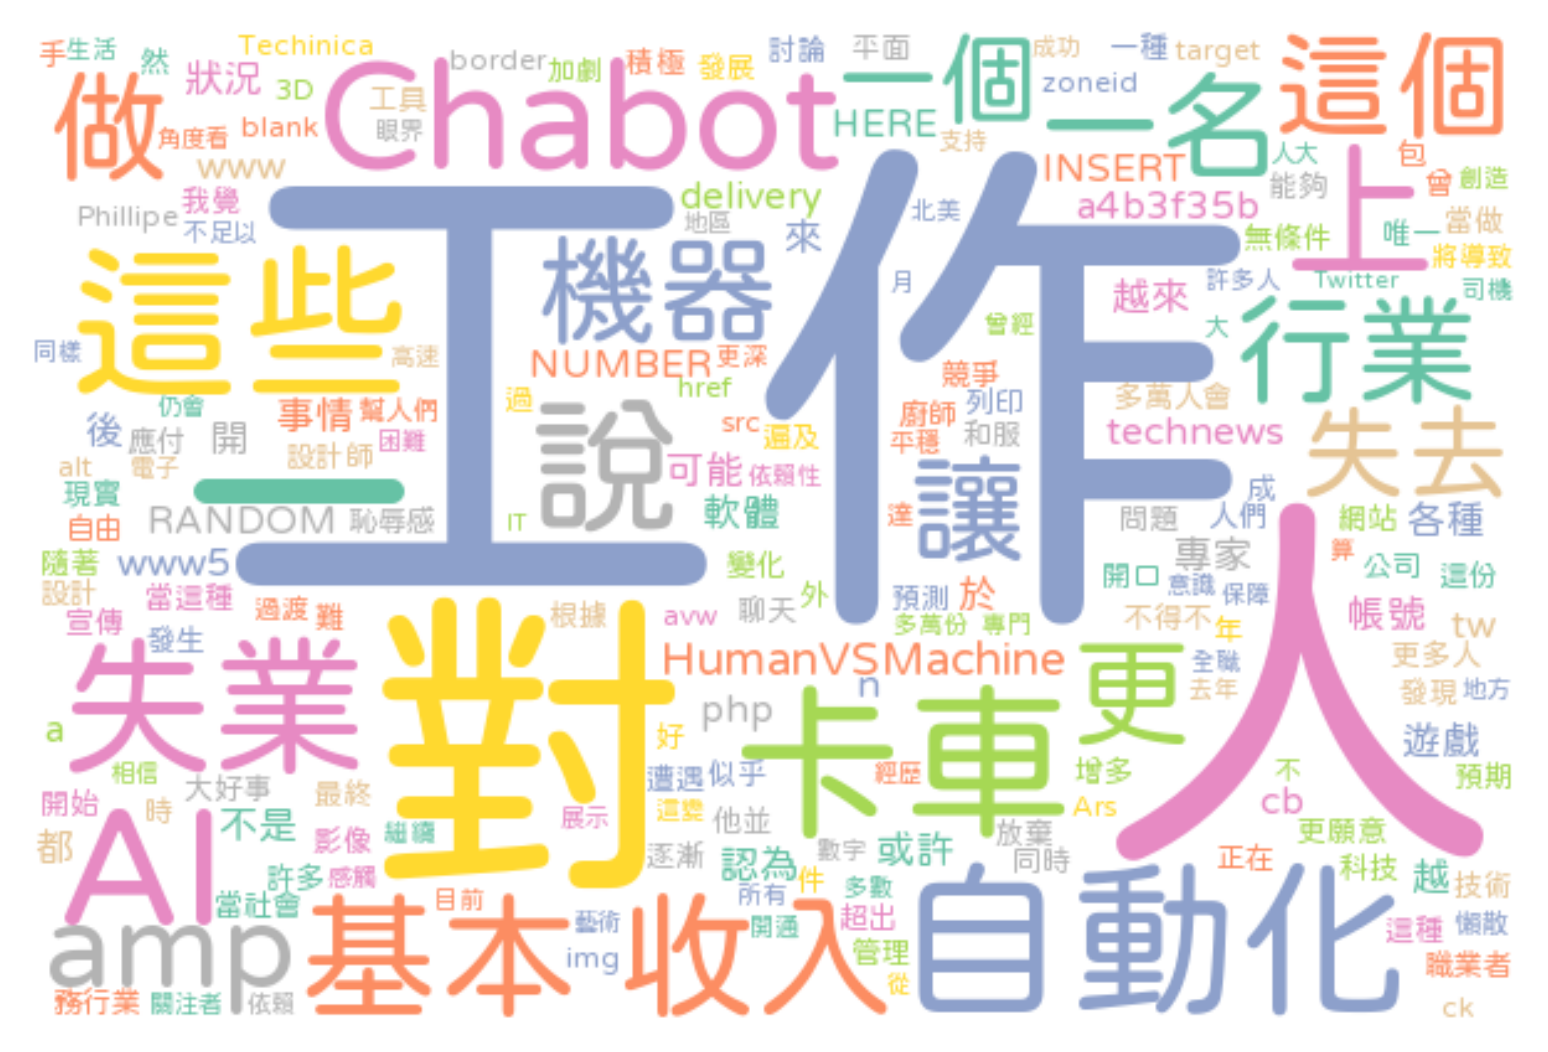 手 生活 然 Techinica border 加劇 積極 發展 討論 平面 一個 成功 一種 target 這個
做 狀況 3D 工具 Chabot 眼界 HERE 支持 zoneid 一名 人大 包
角度看 blank www INSERT 能夠 上 曾 創造
Phillipe 我覺 不足以 delivery 地區 來 北美 a4b3f35b 無條件 唯一 當做 將導致
這些 工作 機器 月 越來 許多人 Twitter 司機
同樣 高速 NUMBER 更深 href 曾經 大 行業
仍會 事情 幫人們 過 src 遍及 競爭 廚師 列印 多萬人會
後 應付 開 設計師 困難 說 平穩 和服 technews 失去
alt 電子 現實 一 可能 依賴性 讓 成
自由 RANDOM 恥辱感 IT 軟體 達 問題 人們 網站 各種
隨著 www5 變化 專家 算 公司 這份 人
設計 當這種 外 預測 於 開口 意識 保障
宣傳 過渡 難 根據 avw 聊天 多萬份 專門 不得不 年 帳號 tw
發生 失業 對 HumanVSMachine 更 全職 更多人
n 去年 發現 地方
a php 卡車 好 遊戲
相信 大好事 最終 遭遇 似乎 經歷 增多 不 預期
開始 時 展示 這變 他並 Ars cb
都 AI 不是 影像 繼續 逐漸 認為 數字 或許 放棄 同時 更願意 正在 科技
許多 感觸 當社會 所有 件 多數 越 技術
amp 基本收入 目前 藝術 開通 超出 自動化 這種 懶散
img 管理 職業者
務行業 關注者 依賴 從 ck